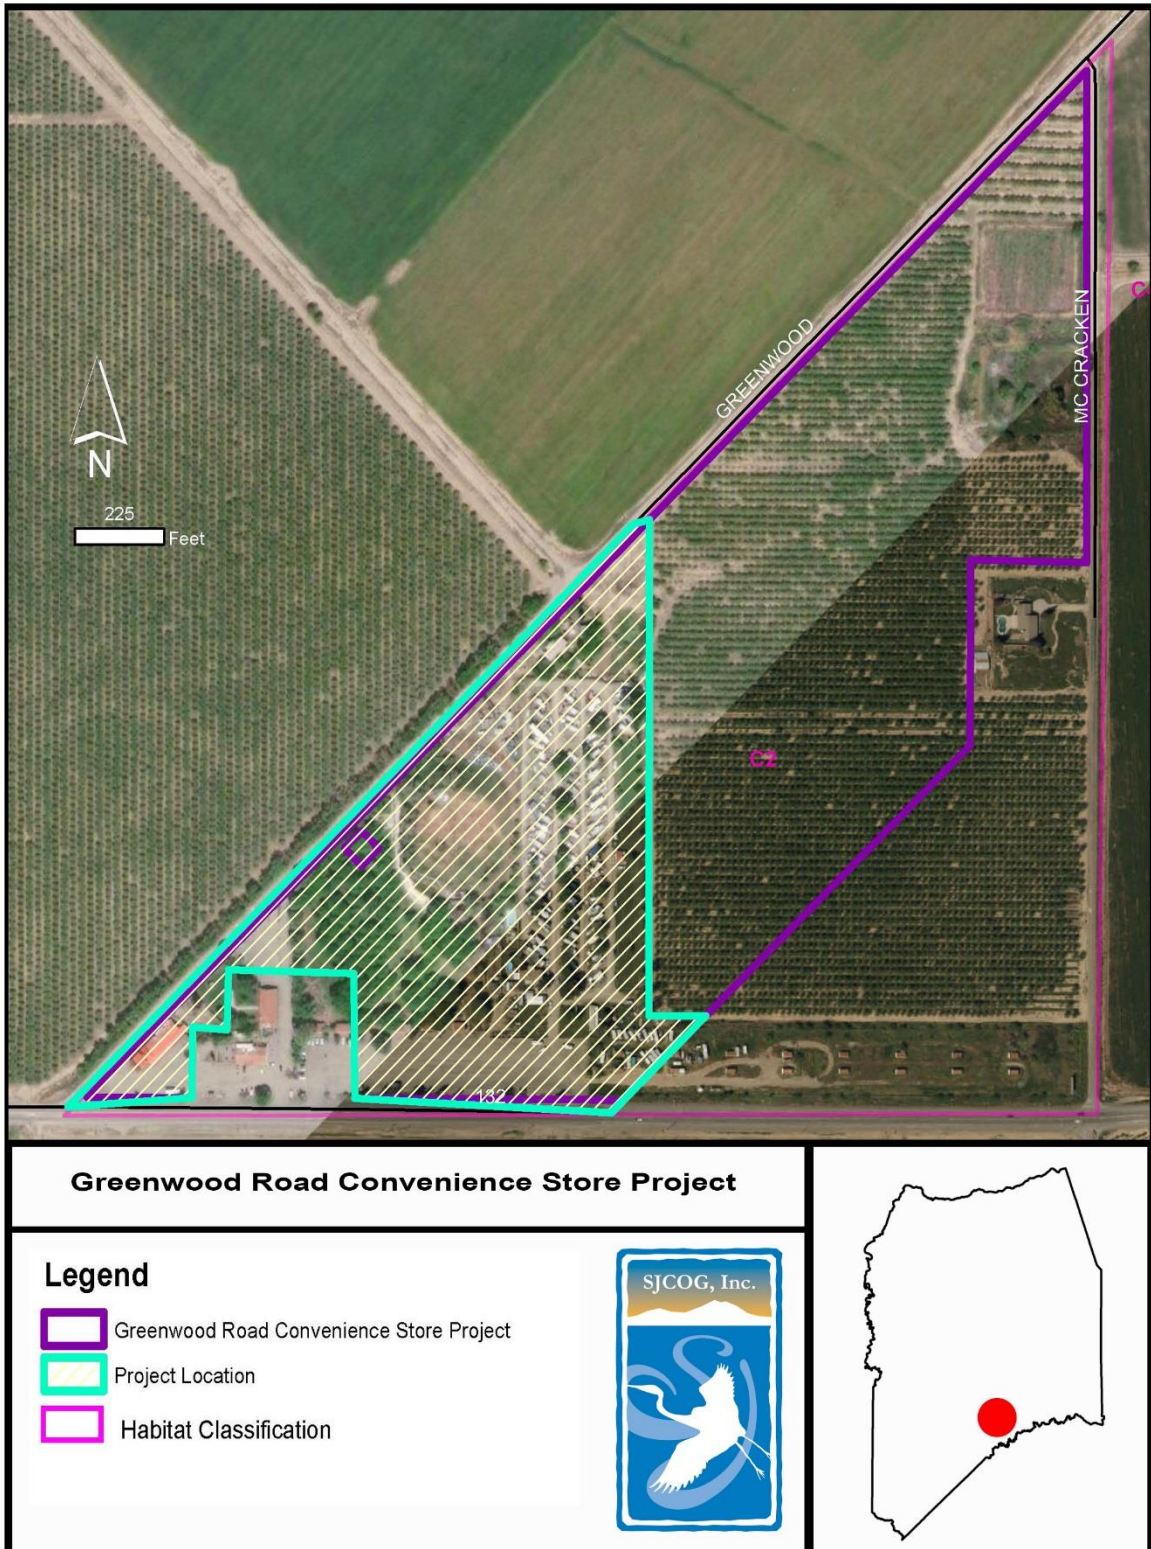 C
GREENWOOD
MC CRACKEN
N
225
Feet
C2
132
Greenwood Road Convenience Store Project
Legend
Greenwood Road Convenience Store Project
Project Location
Habitat Classification
SJCOG, Inc.